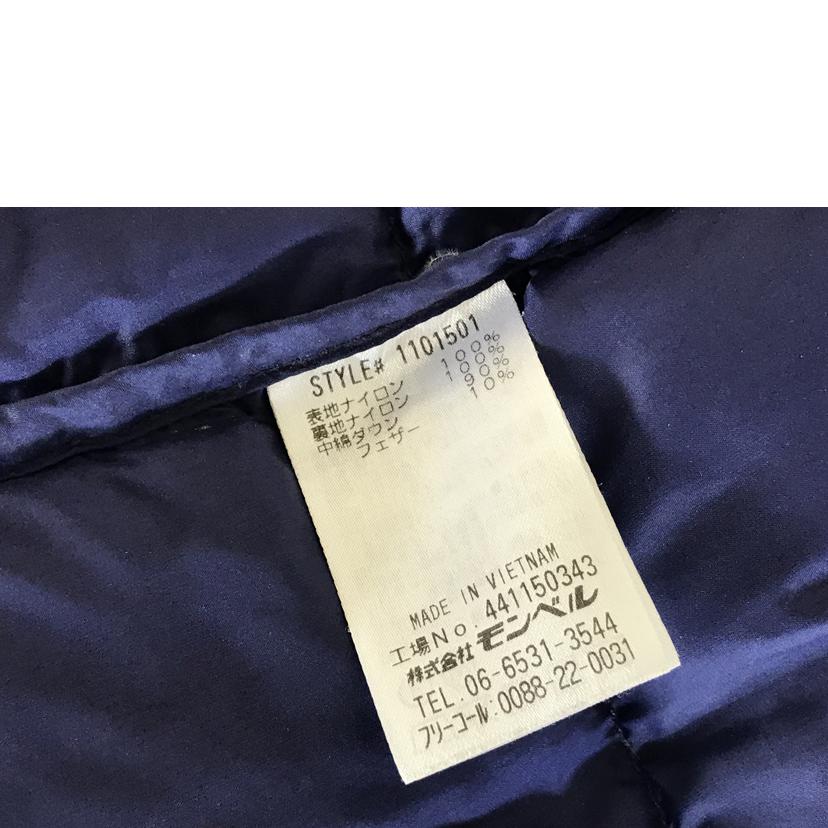 STYLE# 1101501
表地ナイロン 100%
裏地ナイロン 100%
中綿ダウン 90%
フェザー 10%
MADE IN VIETNAM
工場No. 441150343
株式会社モンベル
TEL.06-6531-3544
フリーコール:0088-22-0031